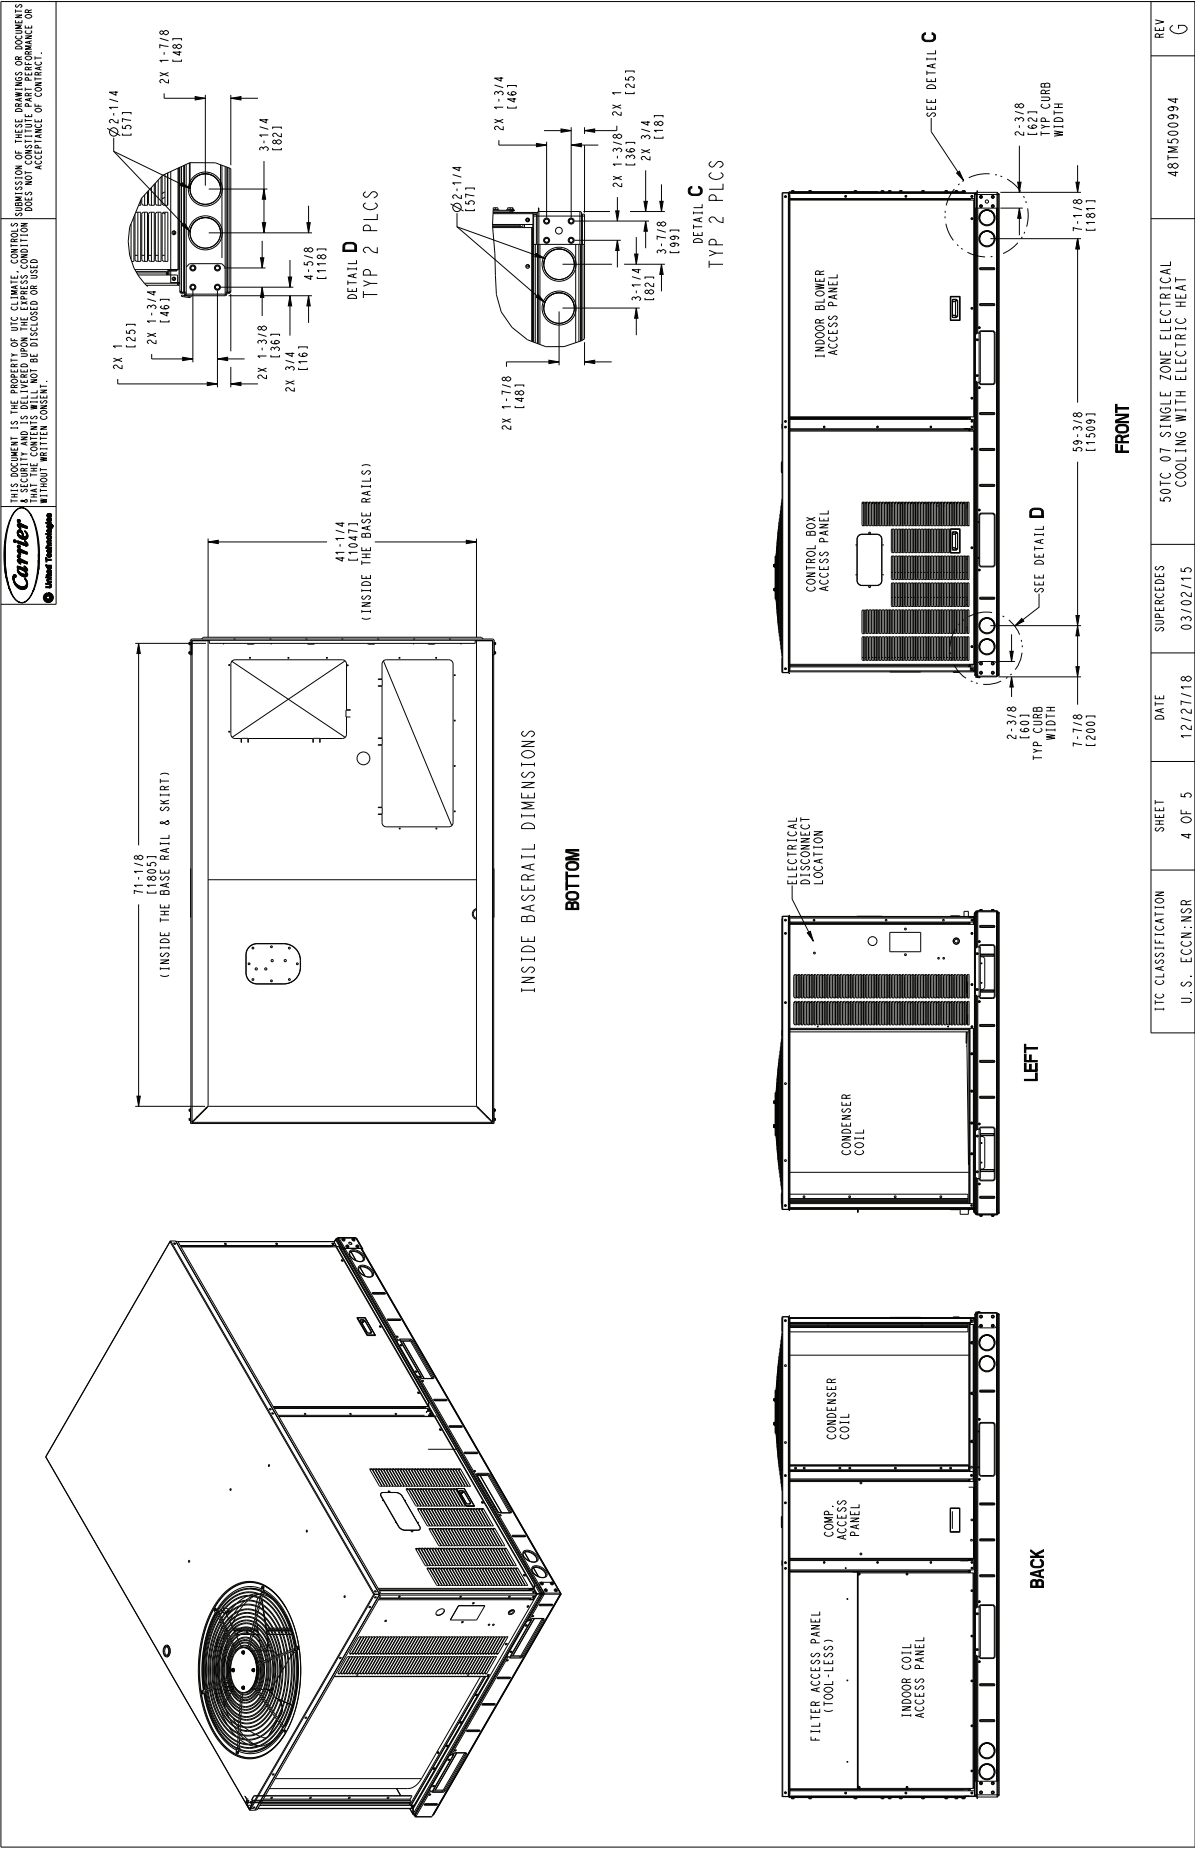 Carrier
United Technologies
THIS DOCUMENT IS THE PROPERTY OF UTC CLIMATE, CONTROLS
& SECURITY AND IS DELIVERED UPON THE EXPRESS CONDITION
THAT THE CONTENTS WILL NOT BE DISCLOSED OR USED
WITHOUT WRITTEN CONSENT.
SUBMISSION OF THESE DRAWINGS OR DOCUMENTS
DOES NOT CONSTITUTE PART PERFORMANCE OR
ACCEPTANCE OF CONTRACT.
71-1/8
[1805]
(INSIDE THE BASE RAIL & SKIRT)
41-1/4
[1047]
(INSIDE THE BASE RAILS)
INSIDE BASERAIL DIMENSIONS
BOTTOM
2X 1
[25]
2X 1-3/4
[46]
2X 1-3/8
[36]
2X 3/4
[16]
4-5/8
[118]
3-1/4
[82]
Ø2-1/4
[57]
2X 1-7/8
[48]
DETAIL D
TYP 2 PLCS
2X 1-7/8
[48]
Ø2-1/4
[57]
2X 1-3/4
[46]
2X 1
[25]
2X 1-3/8
[36]
2X 3/4
[18]
3-7/8
[99]
3-1/4
[82]
DETAIL C
TYP 2 PLCS
FILTER ACCESS PANEL
(TOOL-LESS)
INDOOR COIL
ACCESS PANEL
COMP.
ACCESS
PANEL
CONDENSER
COIL
BACK
CONDENSER
COIL
ELECTRICAL
DISCONNECT
LOCATION
LEFT
CONTROL BOX
ACCESS PANEL
INDOOR BLOWER
ACCESS PANEL
SEE DETAIL C
SEE DETAIL D
2-3/8
[60]
TYP CURB
WIDTH
7-7/8
[200]
59-3/8
[1509]
7-1/8
[181]
2-3/8
[62]
TYP CURB
WIDTH
FRONT
ITC CLASSIFICATION
U.S. ECCN:NSR
SHEET
4 OF 5
DATE
12/27/18
SUPERCEDES
03/02/15
50TC 07 SINGLE ZONE ELECTRICAL
COOLING WITH ELECTRIC HEAT
48TM500994
REV
G